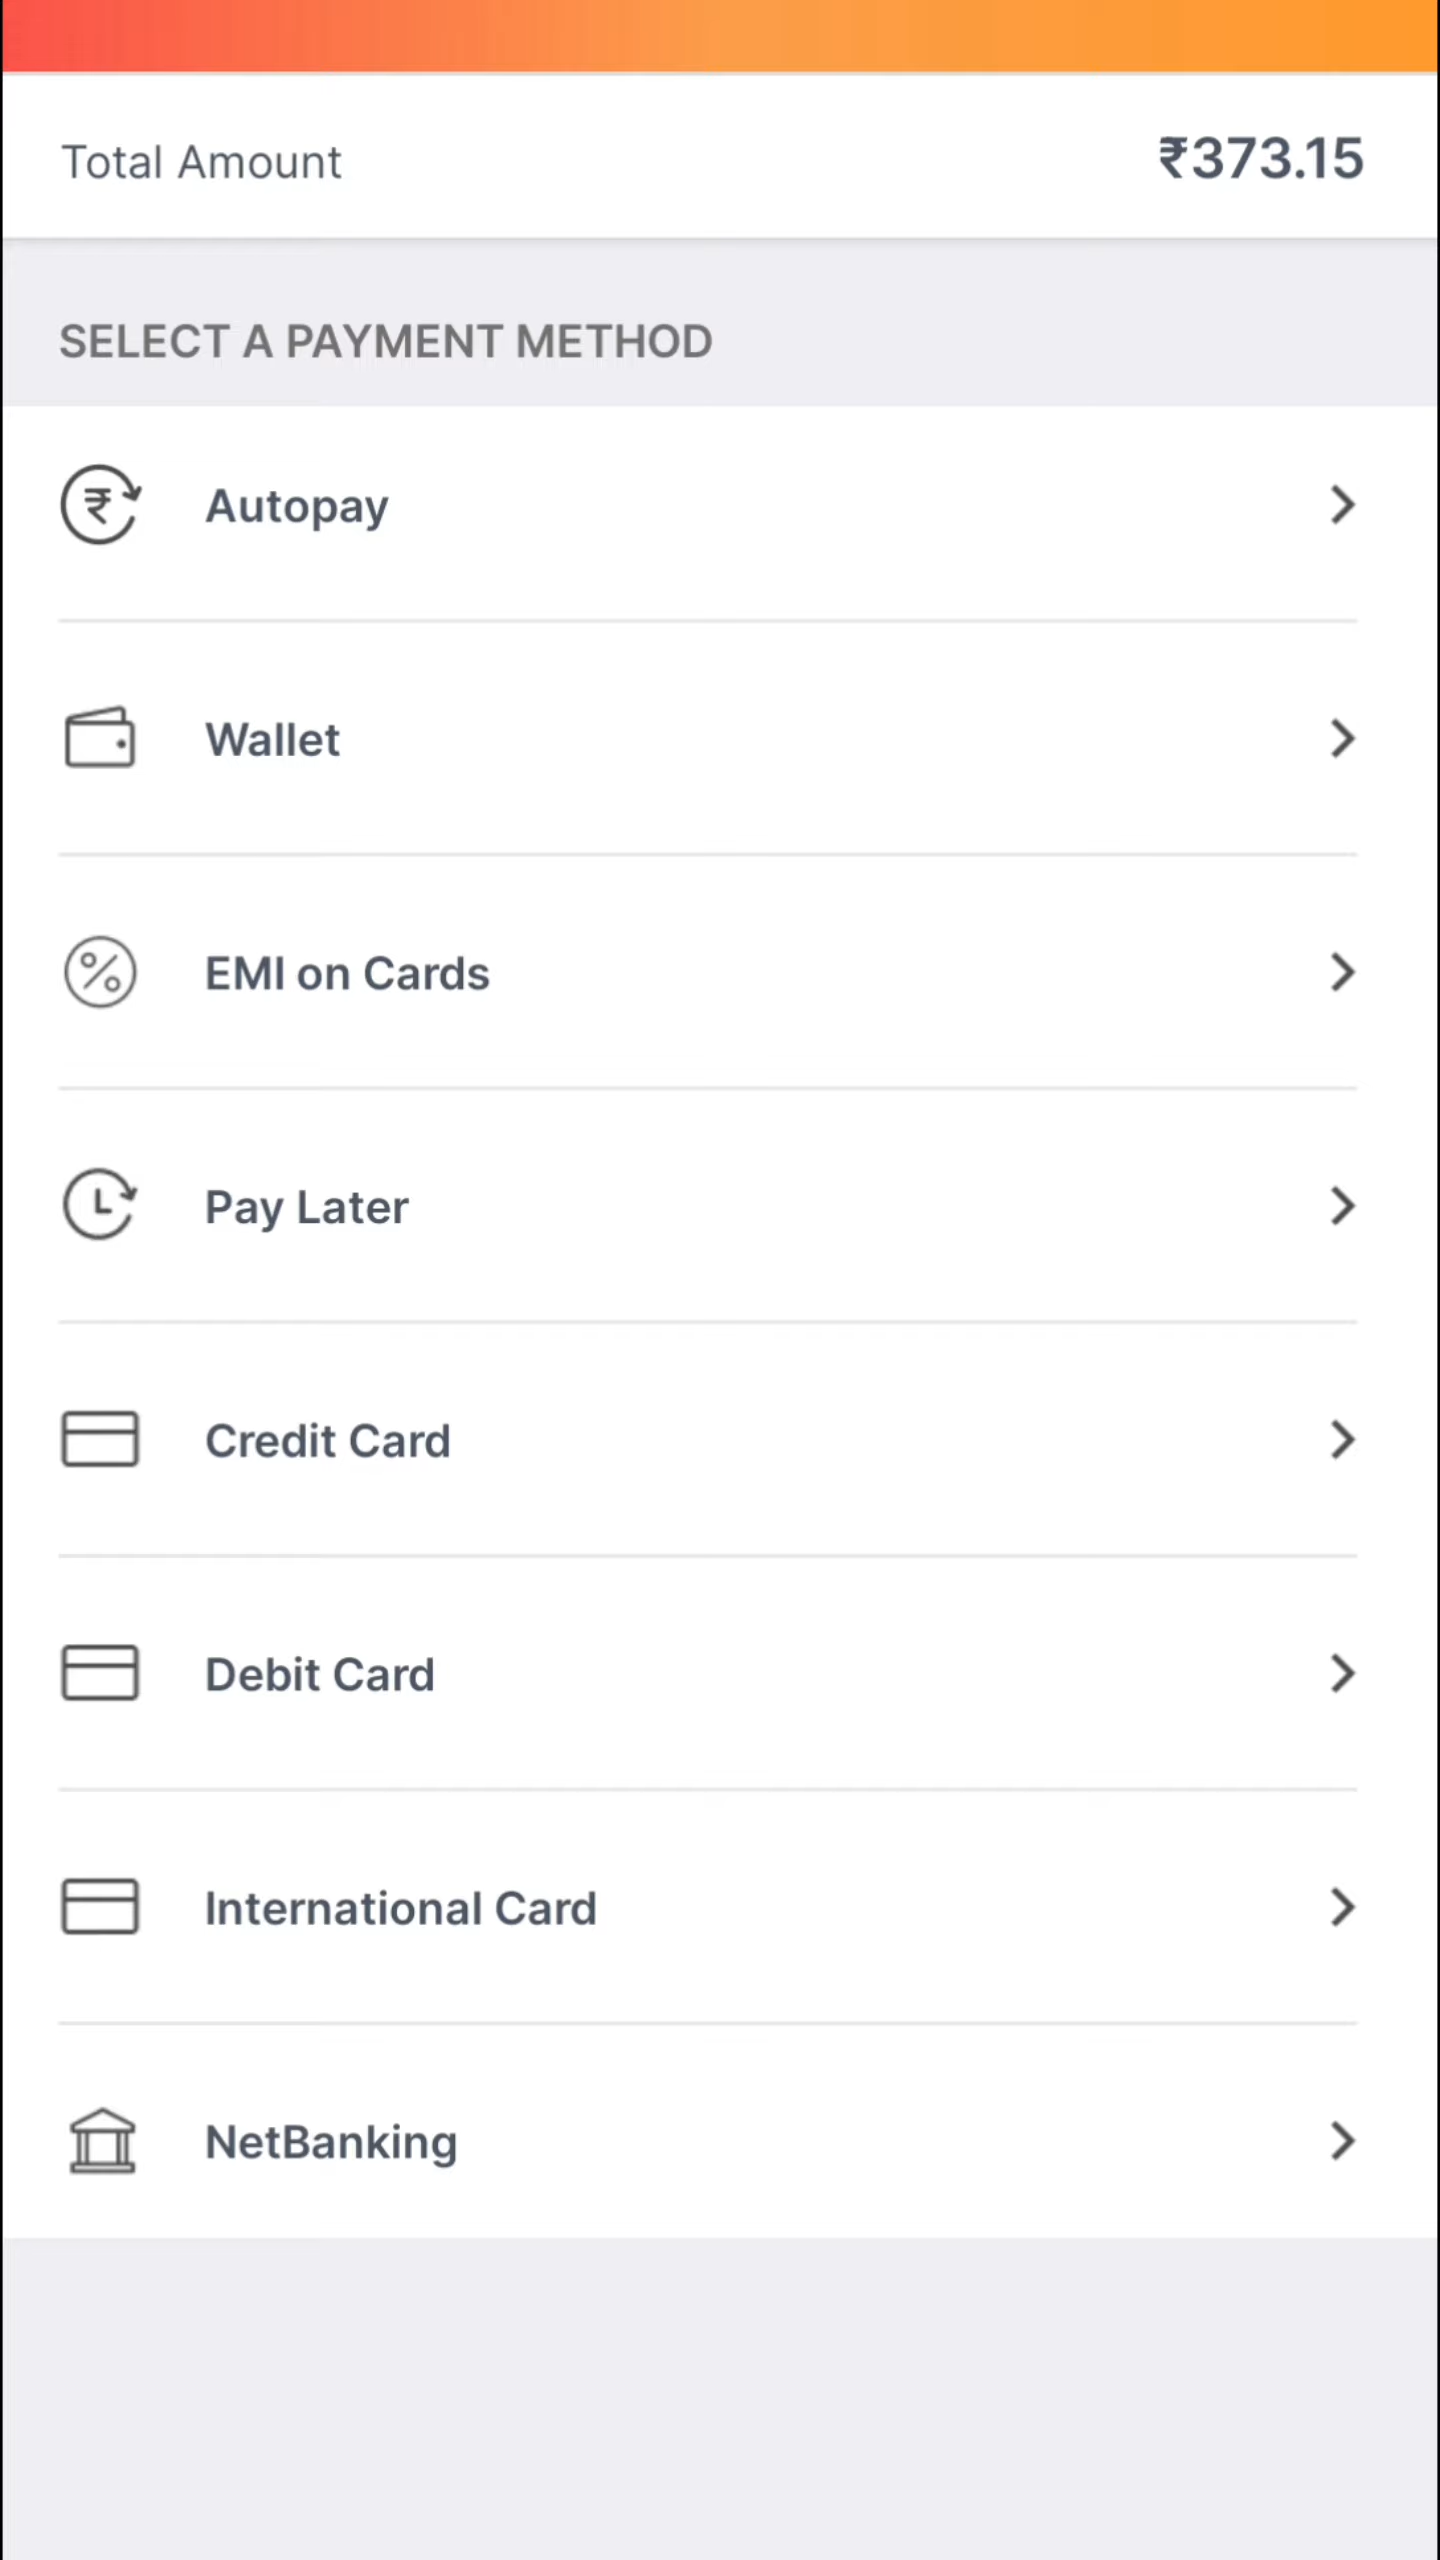 Total Amount ₹373.15
SELECT A PAYMENT METHOD
Autopay
Wallet
EMI on Cards
Pay Later
Credit Card
Debit Card
International Card
NetBanking